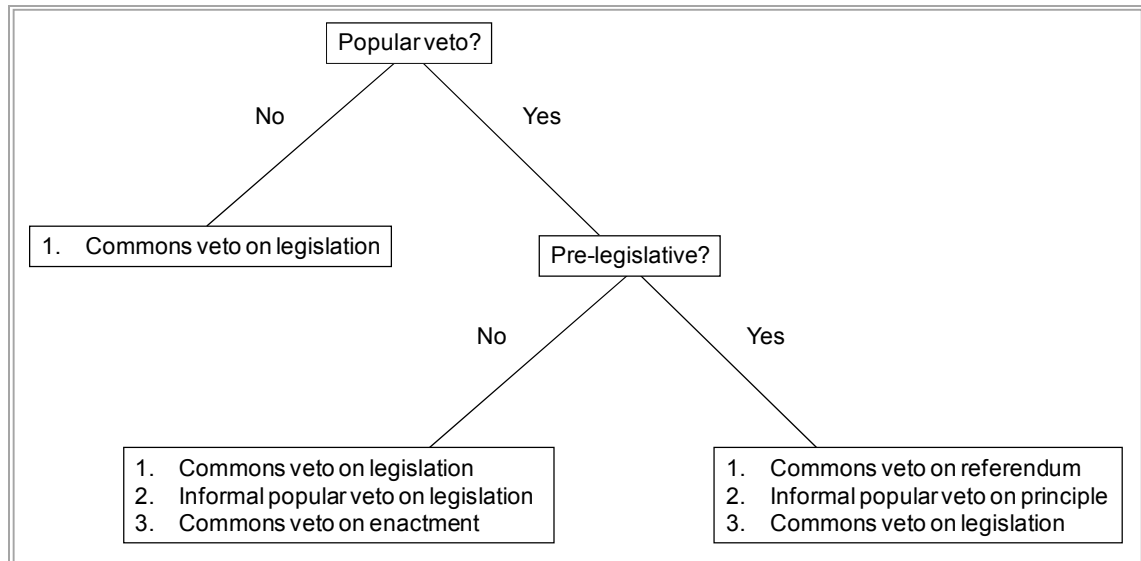 Popular veto?
No
Yes
1. Commons veto on legislation
Pre-legislative?
No
Yes
1. Commons veto on legislation
2. Informal popular veto on legislation
3. Commons veto on enactment
1. Commons veto on referendum
2. Informal popular veto on principle
3. Commons veto on legislation